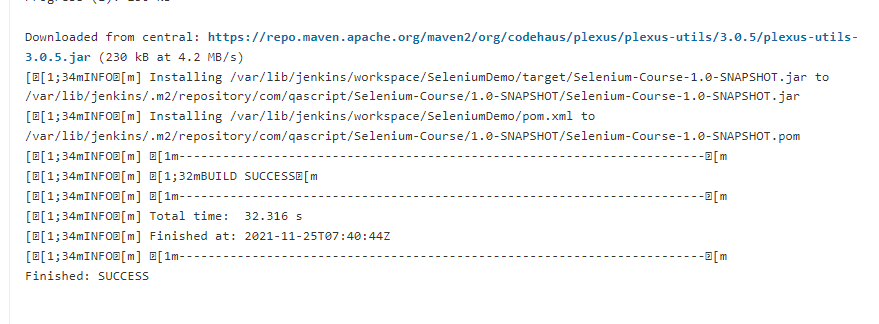 Downloaded from central: https://repo.maven.apache.org/maven2/org/codehaus/plexus/plexus-utils/3.0.5/plexus-utils-
3.0.5.jar (230 kB at 4.2 MB/s)
[␛[1;34mINFO␛[m] Installing /var/lib/jenkins/workspace/SeleniumDemo/target/Selenium-Course-1.0-SNAPSHOT.jar to
/var/lib/jenkins/.m2/repository/com/qascript/Selenium-Course/1.0-SNAPSHOT/Selenium-Course-1.0-SNAPSHOT.jar
[␛[1;34mINFO␛[m] Installing /var/lib/jenkins/workspace/SeleniumDemo/pom.xml to
/var/lib/jenkins/.m2/repository/com/qascript/Selenium-Course/1.0-SNAPSHOT/Selenium-Course-1.0-SNAPSHOT.pom
[␛[1;34mINFO␛[m] ␛[1m------------------------------------------------------------------------␛[m
[␛[1;34mINFO␛[m] ␛[1;32mBUILD SUCCESS␛[m
[␛[1;34mINFO␛[m] ␛[1m------------------------------------------------------------------------␛[m
[␛[1;34mINFO␛[m] Total time:  32.316 s
[␛[1;34mINFO␛[m] Finished at: 2021-11-25T07:40:44Z
[␛[1;34mINFO␛[m] ␛[1m------------------------------------------------------------------------␛[m
Finished: SUCCESS